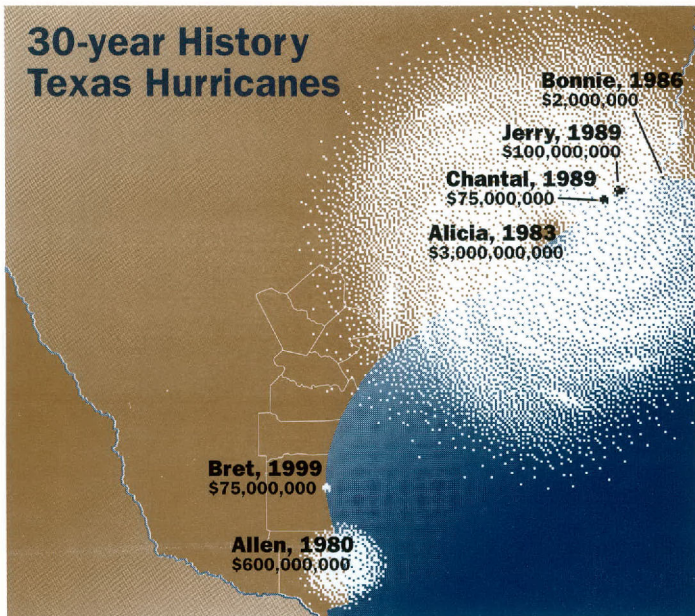 30-year History
Texas Hurricanes
Bonnie, 1986
$2,000,000
Jerry, 1989
$100,000,000
Chantal, 1989
$75,000,000
Alicia, 1983
$3,000,000,000
Bret, 1999
$75,000,000
Allen, 1980
$600,000,000